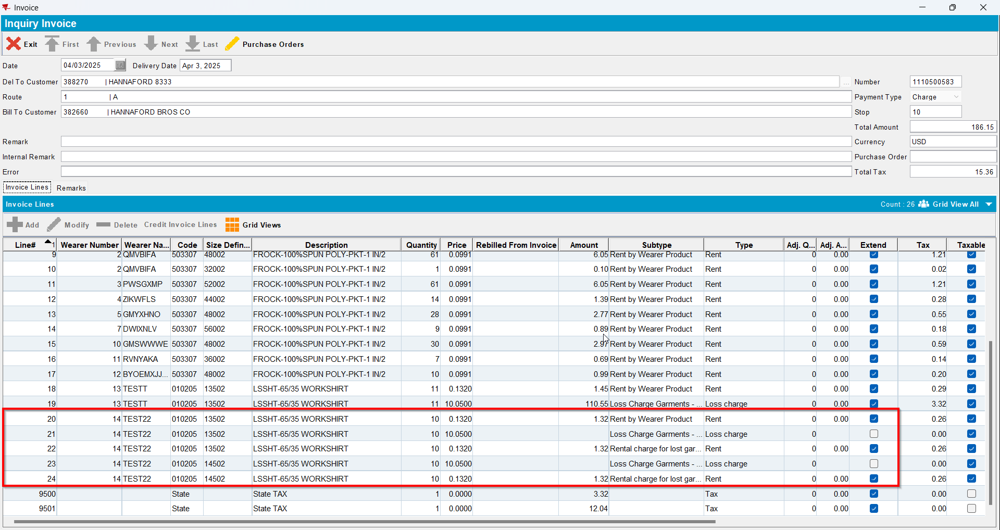 Invoice
Inquiry Invoice
Exit First Previous Next Last Purchase Orders
Date 04/03/2025 Delivery Date Apr 3, 2025
Del To Customer 388270 | HANNAFORD 8333 ... Number 1110500583
Route 1 | A Payment Type Charge
Bill To Customer 382660 | HANNAFORD BROS CO Stop 10
Total Amount 186.15
Remark Currency USD
Internal Remark Purchase Order
Error Total Tax 15.36
Invoice Lines Remarks
Invoice Lines Count : 26 Grid View All
Add Modify Delete Credit Invoice Lines Grid Views
Line# 1 Wearer Number Wearer Na... Code Size Defin... Description Quantity Price Rebilled From Invoice Amount Subtype Type Adj. Q... Adj. A... Extend Tax Taxable
9 2 QMVBIFA 503307 48002 FROCK-100%SPUN POLY-PKT-1 IN/2 61 0.0991 6.05 Rent by Wearer Product Rent 0 0.00 1.21
10 2 QMVBIFA 503307 32002 FROCK-100%SPUN POLY-PKT-1 IN/2 1 0.0991 0.10 Rent by Wearer Product Rent 0 0.00 0.02
11 3 PWSGXMP 503307 52002 FROCK-100%SPUN POLY-PKT-1 IN/2 61 0.0991 6.05 Rent by Wearer Product Rent 0 0.00 1.21
12 4 ZIKWFLS 503307 44002 FROCK-100%SPUN POLY-PKT-1 IN/2 14 0.0991 1.39 Rent by Wearer Product Rent 0 0.00 0.28
13 5 GMYXHNO 503307 48002 FROCK-100%SPUN POLY-PKT-1 IN/2 28 0.0991 2.77 Rent by Wearer Product Rent 0 0.00 0.55
14 7 DWIXNLV 503307 56002 FROCK-100%SPUN POLY-PKT-1 IN/2 9 0.0991 0.89 Rent by Wearer Product Rent 0 0.00 0.18
15 10 GMSWWWE 503307 48002 FROCK-100%SPUN POLY-PKT-1 IN/2 30 0.0991 2.97 Rent by Wearer Product Rent 0 0.00 0.59
16 11 RVNYAKA 503307 36002 FROCK-100%SPUN POLY-PKT-1 IN/2 7 0.0991 0.69 Rent by Wearer Product Rent 0 0.00 0.14
17 12 BYOEMXJJ... 503307 48002 FROCK-100%SPUN POLY-PKT-1 IN/2 10 0.0991 0.99 Rent by Wearer Product Rent 0 0.00 0.20
18 13 TESTT 010205 13502 LSSHT-65/35 WORKSHIRT 11 0.1320 1.45 Rent by Wearer Product Rent 0 0.00 0.29
19 13 TESTT 010205 13502 LSSHT-65/35 WORKSHIRT 11 10.0500 110.55 Loss Charge Garments - ... Loss charge 0 0.00 3.32
20 14 TEST22 010205 13502 LSSHT-65/35 WORKSHIRT 10 0.1320 1.32 Rent by Wearer Product Rent 0 0.00 0.26
21 14 TEST22 010205 13502 LSSHT-65/35 WORKSHIRT 10 10.0500 Loss Charge Garments - ... Loss charge 0 0.00
22 14 TEST22 010205 13502 LSSHT-65/35 WORKSHIRT 10 0.1320 1.32 Rental charge for lost gar... Rent 0 0.00 0.26
23 14 TEST22 010205 14502 LSSHT-65/35 WORKSHIRT 10 10.0500 Loss Charge Garments - ... Loss charge 0 0.00
24 14 TEST22 010205 14502 LSSHT-65/35 WORKSHIRT 10 0.1320 1.32 Rental charge for lost gar... Rent 0 0.00 0.26
9500 State State TAX 1 0.0000 3.32 Tax 0 0.00 0.00
9501 State State TAX 1 0.0000 12.04 Tax 0 0.00 0.00